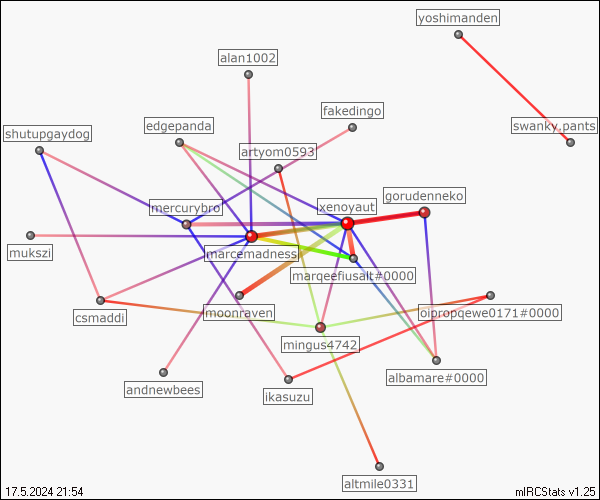 yoshimanden
alan1002
fakedingo
edgepanda
swanky.pants
shutupgaydog
artyom0593
gorudenneko
mercurybro
xenoyaut
mukszi
marcemadness
marqeefiusalt#0000
csmaddi
moonraven
oipropqewe0171#0000
mingus4742
andnewbees
ikasuzu
albamare#0000
altmile0331
17.5.2024 21:54
mIRCStats v1.25